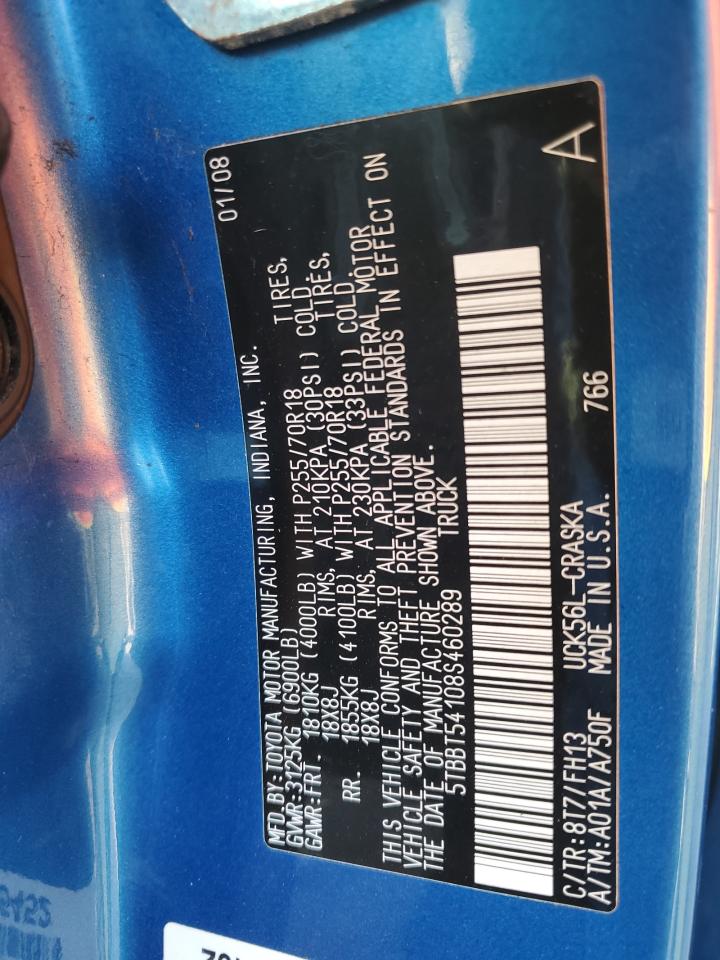 01/08
MFD.BY:TOYOTA MOTOR MANUFACTURING, INDIANA, INC.
GVWR:3125KG (6900LB)
GAWR:FRT. 1810KG (4000LB) WITH P255/70R18 TIRES,
18X8J RIMS, AT 210KPA (30PSI) COLD.
RR. 1855KG (4100LB) WITH P255/70R18 TIRES,
18X8J RIMS, AT 230KPA (33PSI) COLD.
THIS VEHICLE CONFORMS TO ALL APPLICABLE FEDERAL MOTOR
VEHICLE SAFETY AND THEFT PREVENTION STANDARDS IN EFFECT ON
THE DATE OF MANUFACTURE SHOWN ABOVE.
5TBBT54108S460289 TRUCK
C/TR:8T7/FH13 UCK56L-CRASKA 766 A
A/TM:A01A/A750F MADE IN U.S.A.